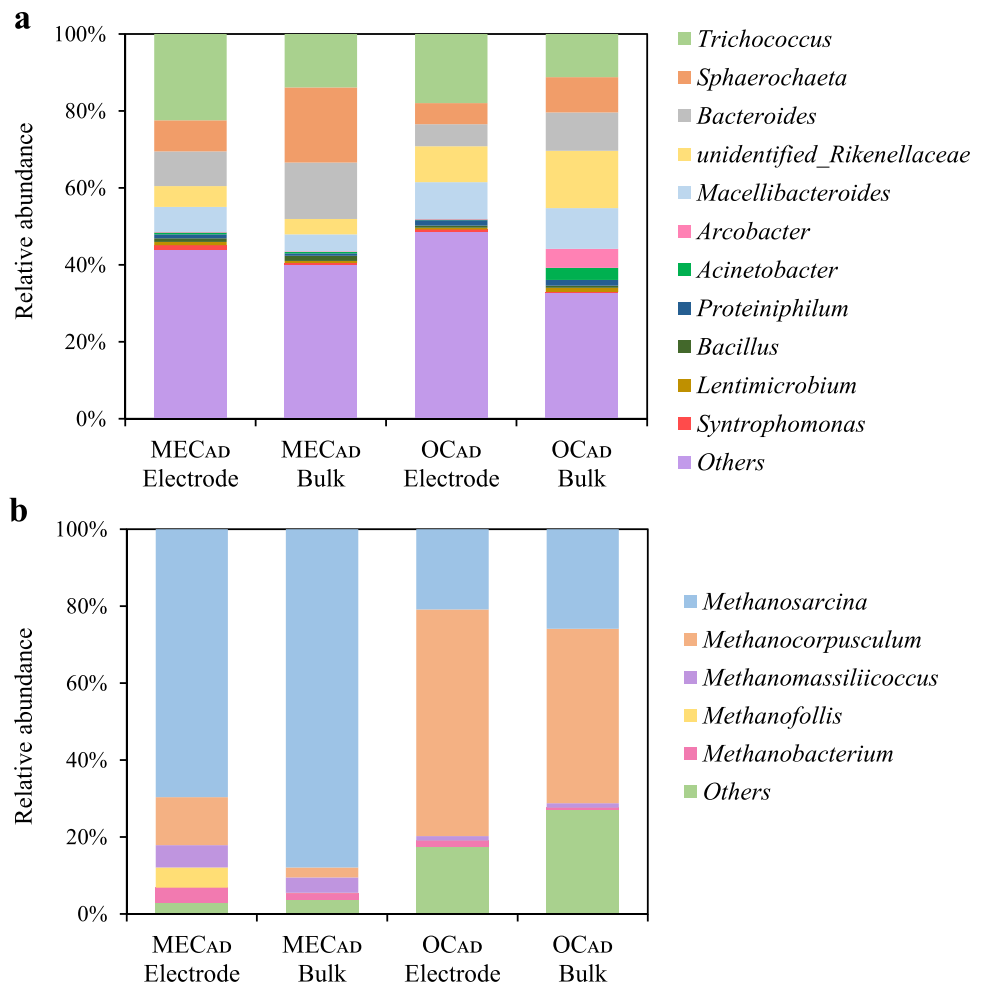 a
Relative abundance
100%
80%
60%
40%
20%
0%
MECAD Electrode
MECAD Bulk
OCAD Electrode
OCAD Bulk
Trichococcus
Sphaerochaeta
Bacteroides
unidentified_Rikenellaceae
Macellibacteroides
Arcobacter
Acinetobacter
Proteiniphilum
Bacillus
Lentimicrobium
Syntrophomonas
Others
b
Relative abundance
100%
80%
60%
40%
20%
0%
MECAD Electrode
MECAD Bulk
OCAD Electrode
OCAD Bulk
Methanosarcina
Methanocorpusculum
Methanomassiliicoccus
Methanofollis
Methanobacterium
Others